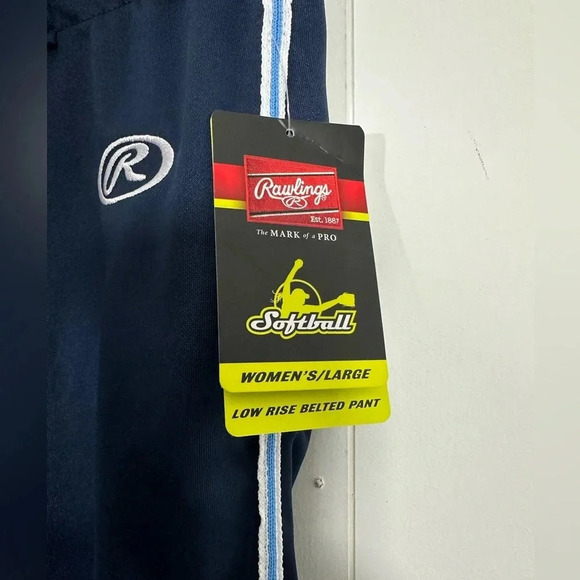 R
Rawlings
R
Est. 1887
The MARK of a PRO
Softball
WOMEN'S/LARGE
LOW RISE BELTED PANT